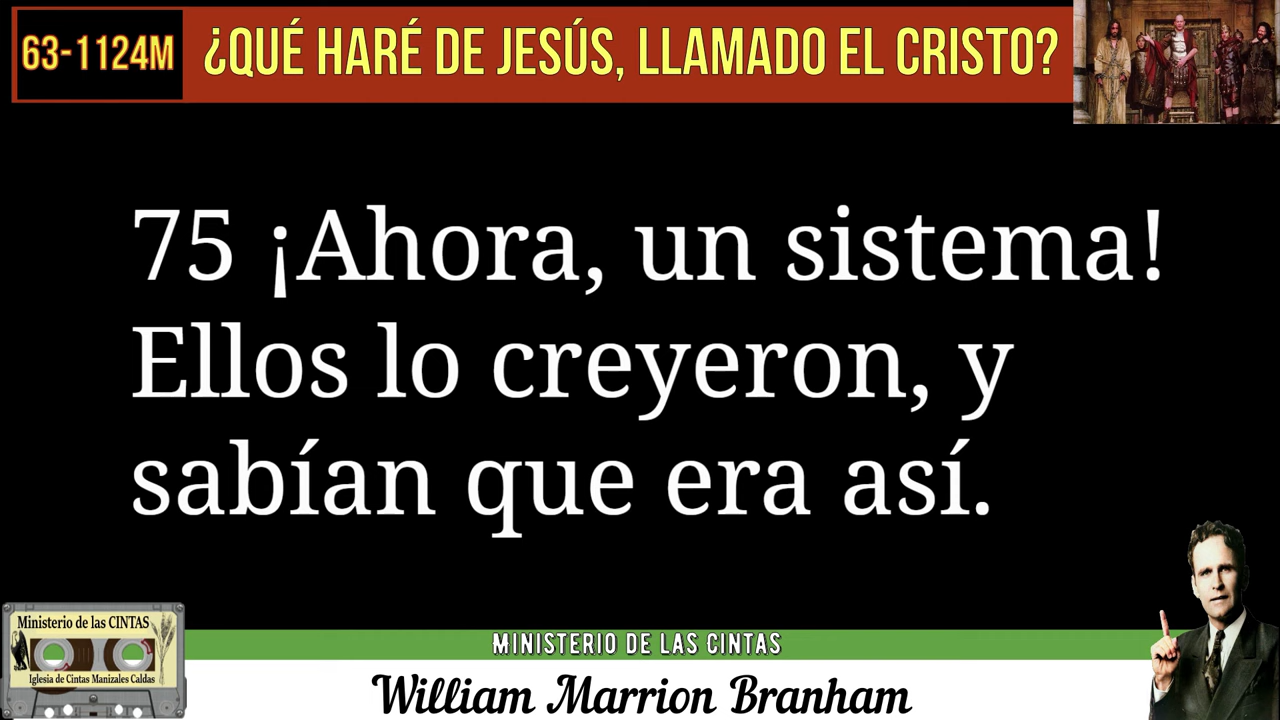 63-1124M
¿QUÉ HARÉ DE JESÚS, LLAMADO EL CRISTO?
75 ¡Ahora, un sistema!
Ellos lo creyeron, y
sabían que era así.
Ministerio de las CINTAS
Iglesia de Cintas Manizales Caldas
MINISTERIO DE LAS CINTAS
William Marrion Branham